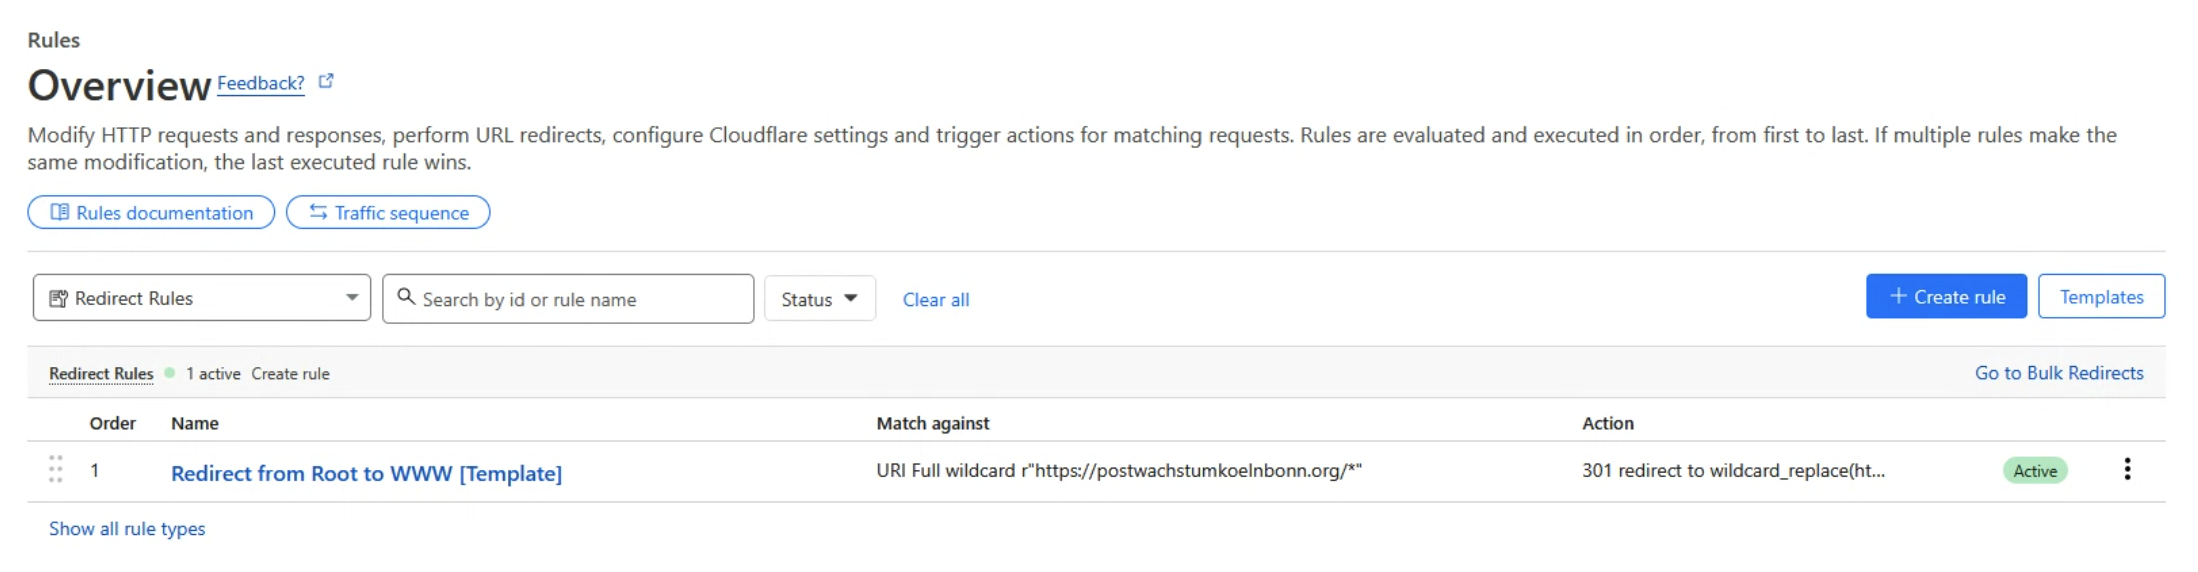 Rules
Overview Feedback?
Modify HTTP requests and responses, perform URL redirects, configure Cloudflare settings and trigger actions for matching requests. Rules are evaluated and executed in order, from first to last. If multiple rules make the
same modification, the last executed rule wins.
Rules documentation Traffic sequence
Redirect Rules Search by id or rule name Status Clear all + Create rule Templates
Redirect Rules 1 active Create rule Go to Bulk Redirects
Order Name Match against Action
1 Redirect from Root to WWW [Template] URI Full wildcard r"https://postwachstumkoelnbonn.org/*" 301 redirect to wildcard_replace(ht... Active
Show all rule types